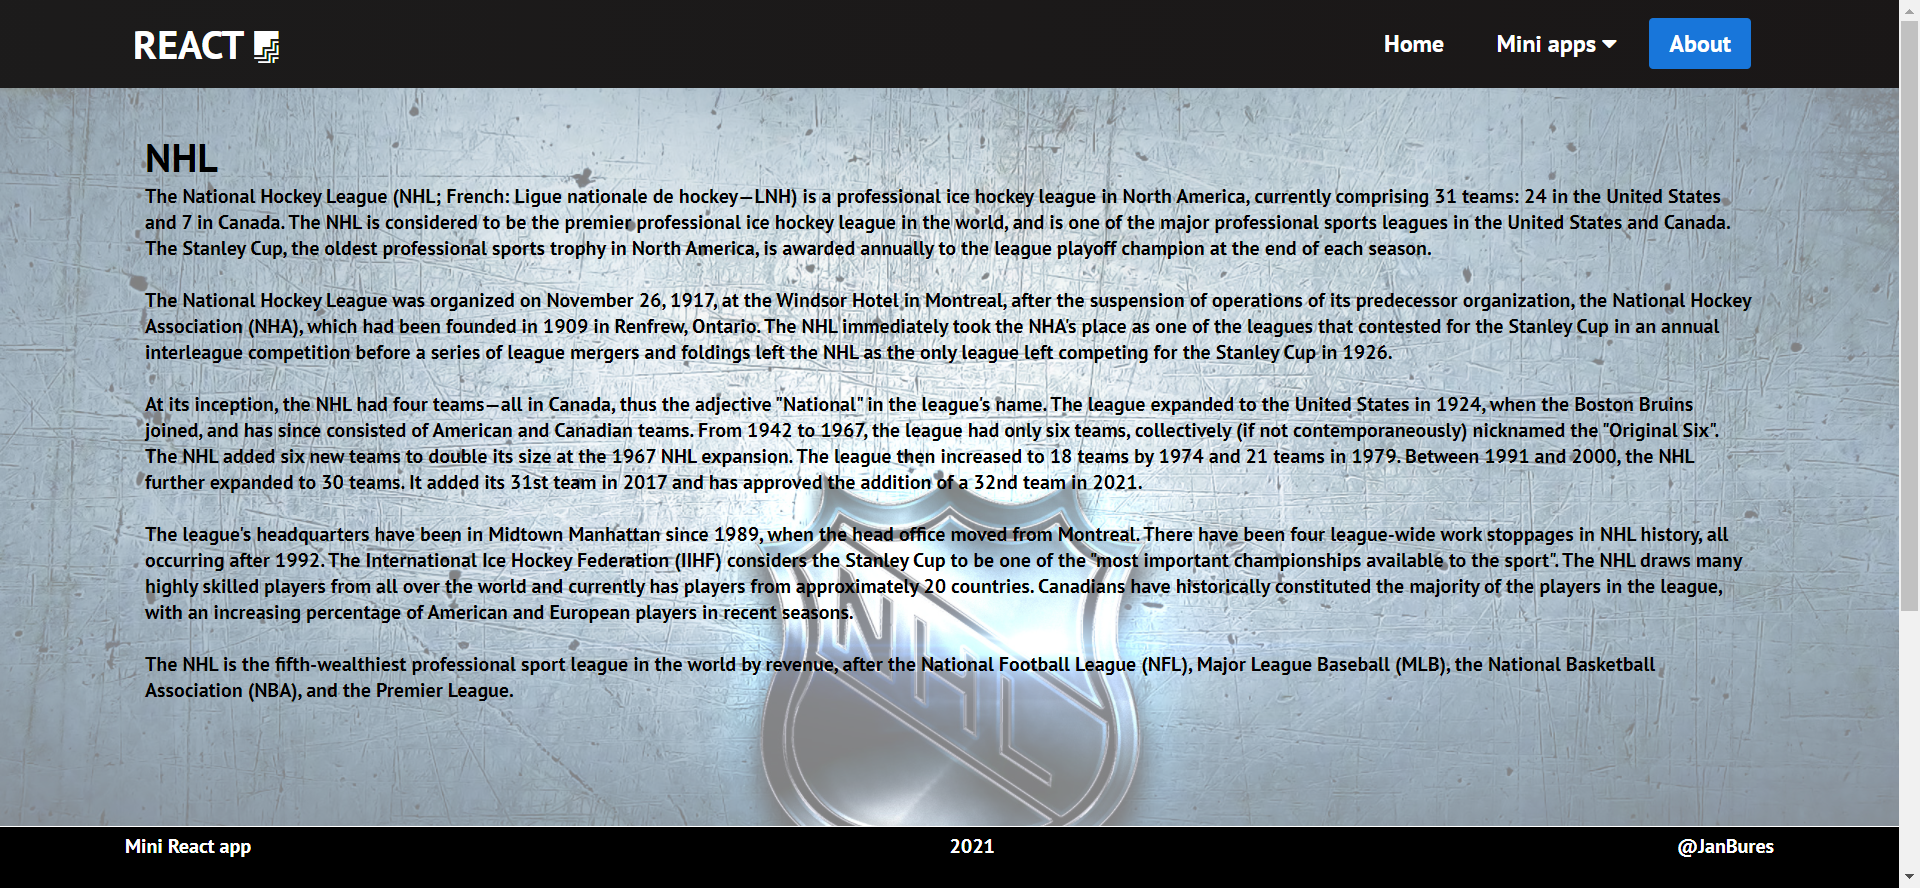 REACT
Home
Mini apps
About
NHL
The National Hockey League (NHL; French: Ligue nationale de hockey—LNH) is a professional ice hockey league in North America, currently comprising 31 teams: 24 in the United States
and 7 in Canada. The NHL is considered to be the premier professional ice hockey league in the world, and is one of the major professional sports leagues in the United States and Canada.
The Stanley Cup, the oldest professional sports trophy in North America, is awarded annually to the league playoff champion at the end of each season.
The National Hockey League was organized on November 26, 1917, at the Windsor Hotel in Montreal, after the suspension of operations of its predecessor organization, the National Hockey
Association (NHA), which had been founded in 1909 in Renfrew, Ontario. The NHL immediately took the NHA's place as one of the leagues that contested for the Stanley Cup in an annual
interleague competition before a series of league mergers and foldings left the NHL as the only league left competing for the Stanley Cup in 1926.
At its inception, the NHL had four teams—all in Canada, thus the adjective "National" in the league's name. The league expanded to the United States in 1924, when the Boston Bruins
joined, and has since consisted of American and Canadian teams. From 1942 to 1967, the league had only six teams, collectively (if not contemporaneously) nicknamed the "Original Six".
The NHL added six new teams to double its size at the 1967 NHL expansion. The league then increased to 18 teams by 1974 and 21 teams in 1979. Between 1991 and 2000, the NHL
further expanded to 30 teams. It added its 31st team in 2017 and has approved the addition of a 32nd team in 2021.
The league's headquarters have been in Midtown Manhattan since 1989, when the head office moved from Montreal. There have been four league-wide work stoppages in NHL history, all
occurring after 1992. The International Ice Hockey Federation (IIHF) considers the Stanley Cup to be one of the "most important championships available to the sport". The NHL draws many
highly skilled players from all over the world and currently has players from approximately 20 countries. Canadians have historically constituted the majority of the players in the league,
with an increasing percentage of American and European players in recent seasons.
The NHL is the fifth-wealthiest professional sport league in the world by revenue, after the National Football League (NFL), Major League Baseball (MLB), the National Basketball
Association (NBA), and the Premier League.
NHL
Mini React app
2021
@JanBures